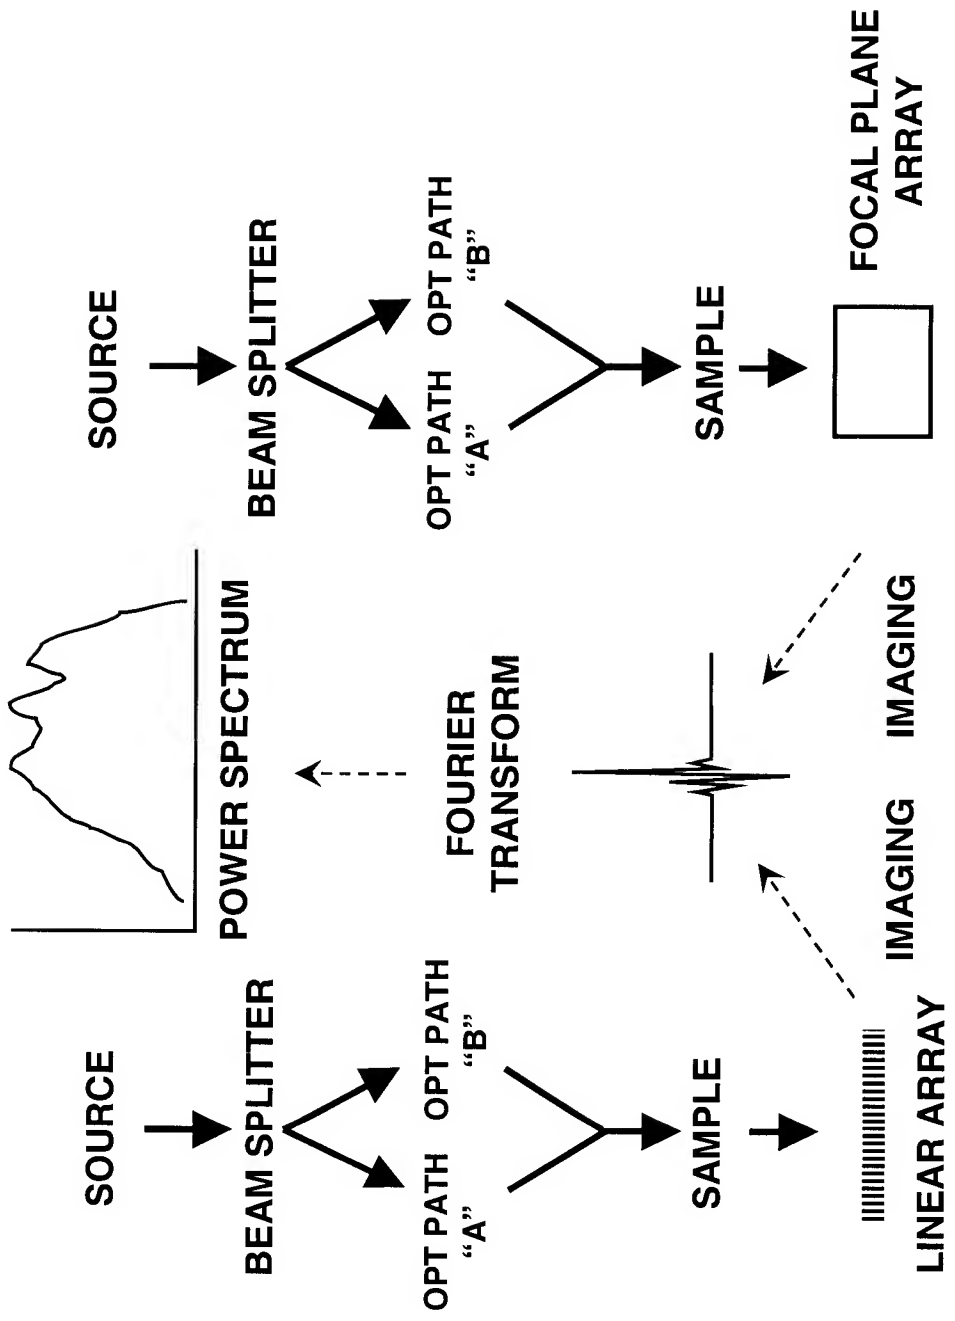 SOURCE
BEAM SPLITTER
OPT PATH
“A”
OPT PATH
“B”
SAMPLE
LINEAR ARRAY
IMAGING
POWER SPECTRUM
FOURIER
TRANSFORM
IMAGING
SOURCE
BEAM SPLITTER
OPT PATH
“A”
OPT PATH
“B”
SAMPLE
FOCAL PLANE
ARRAY